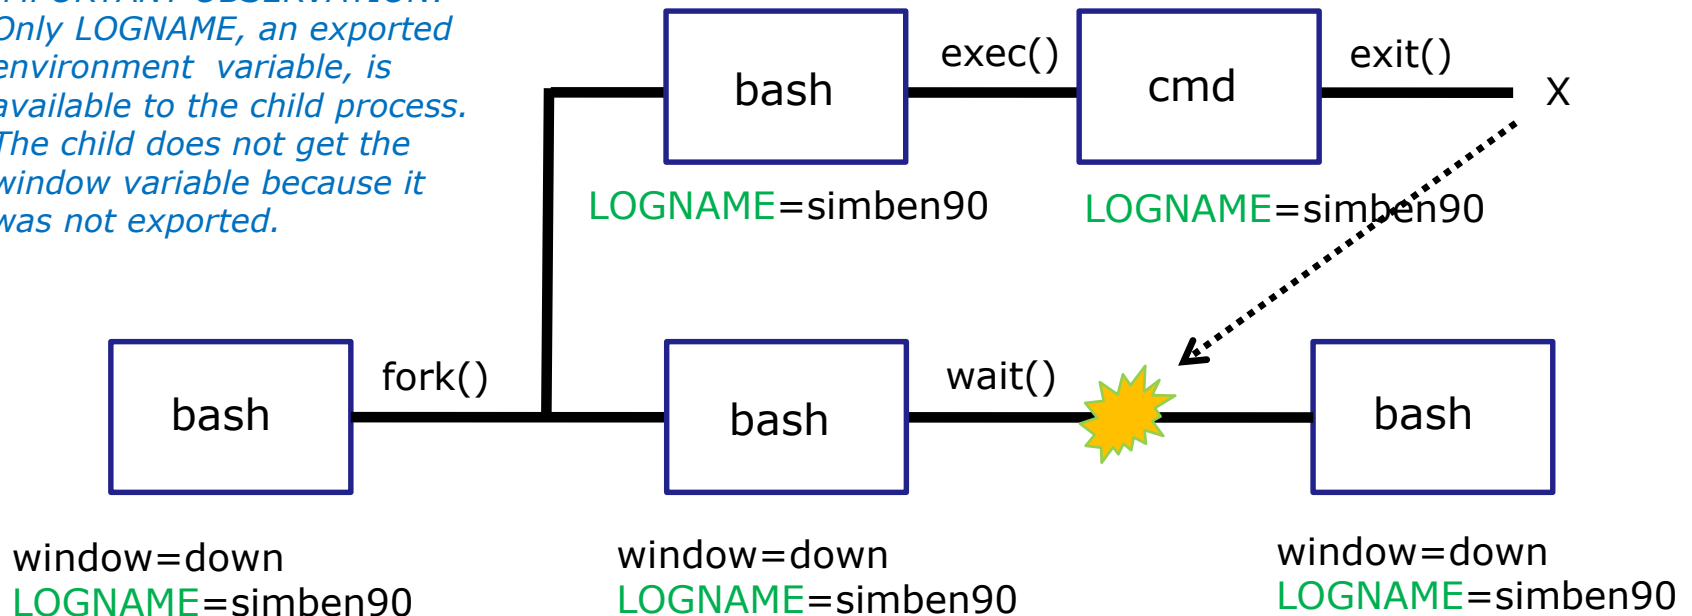 IMPORTANT OBSERVATION:
Only LOGNAME, an exported
environment variable, is
available to the child process.
The child does not get the
window variable because it
was not exported.
bash
exec()
cmd
exit()
X
LOGNAME=simben90
LOGNAME=simben90
bash
fork()
bash
wait()
bash
window=down
LOGNAME=simben90
window=down
LOGNAME=simben90
window=down
LOGNAME=simben90